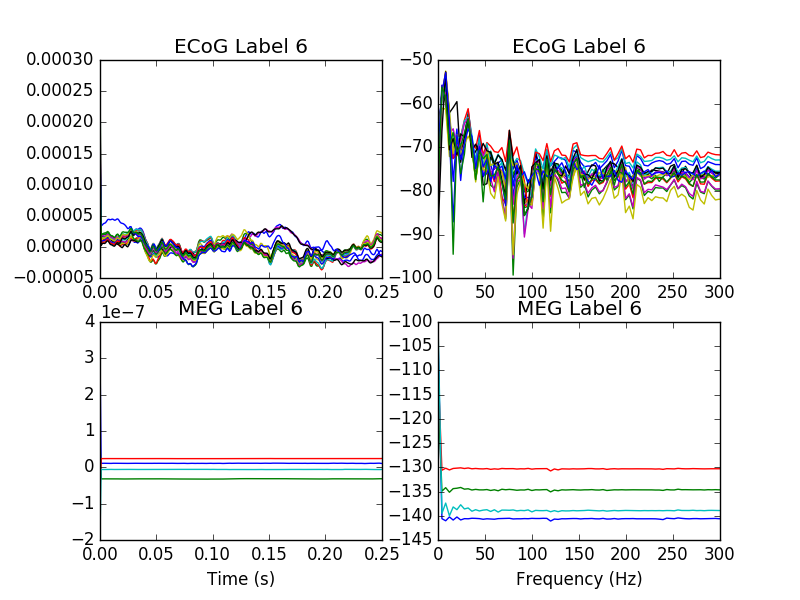 ECoG Label 6
0.00030
0.00025
0.00020
0.00015
0.00010
0.00005
0.00000
−0.00005
0.00 0.05 0.10 0.15 0.20 0.25
ECoG Label 6
−50
−60
−70
−80
−90
−100
0 50 100 150 200 250 300
MEG Label 6
1e−7
4
3
2
1
0
−1
−2
0.00 0.05 0.10 0.15 0.20 0.25
Time (s)
MEG Label 6
−100
−105
−110
−115
−120
−125
−130
−135
−140
−145
0 50 100 150 200 250 300
Frequency (Hz)